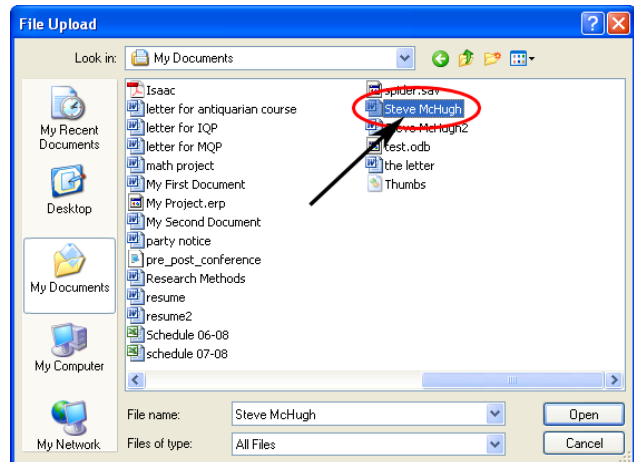 File Upload
Look in: My Documents
My Recent Documents
Desktop
My Documents
My Computer
My Network
Isaac
letter for antiquarian course
letter for IQP
letter for MQP
math project
My First Document
My Project.erp
My Second Document
party notice
pre_post_conference
Research Methods
resume
resume2
Schedule 06-08
schedule 07-08
spider.sav
Steve McHugh
Steve McHugh2
test.odb
the letter
Thumbs
File name: Steve McHugh Open
Files of type: All Files Cancel